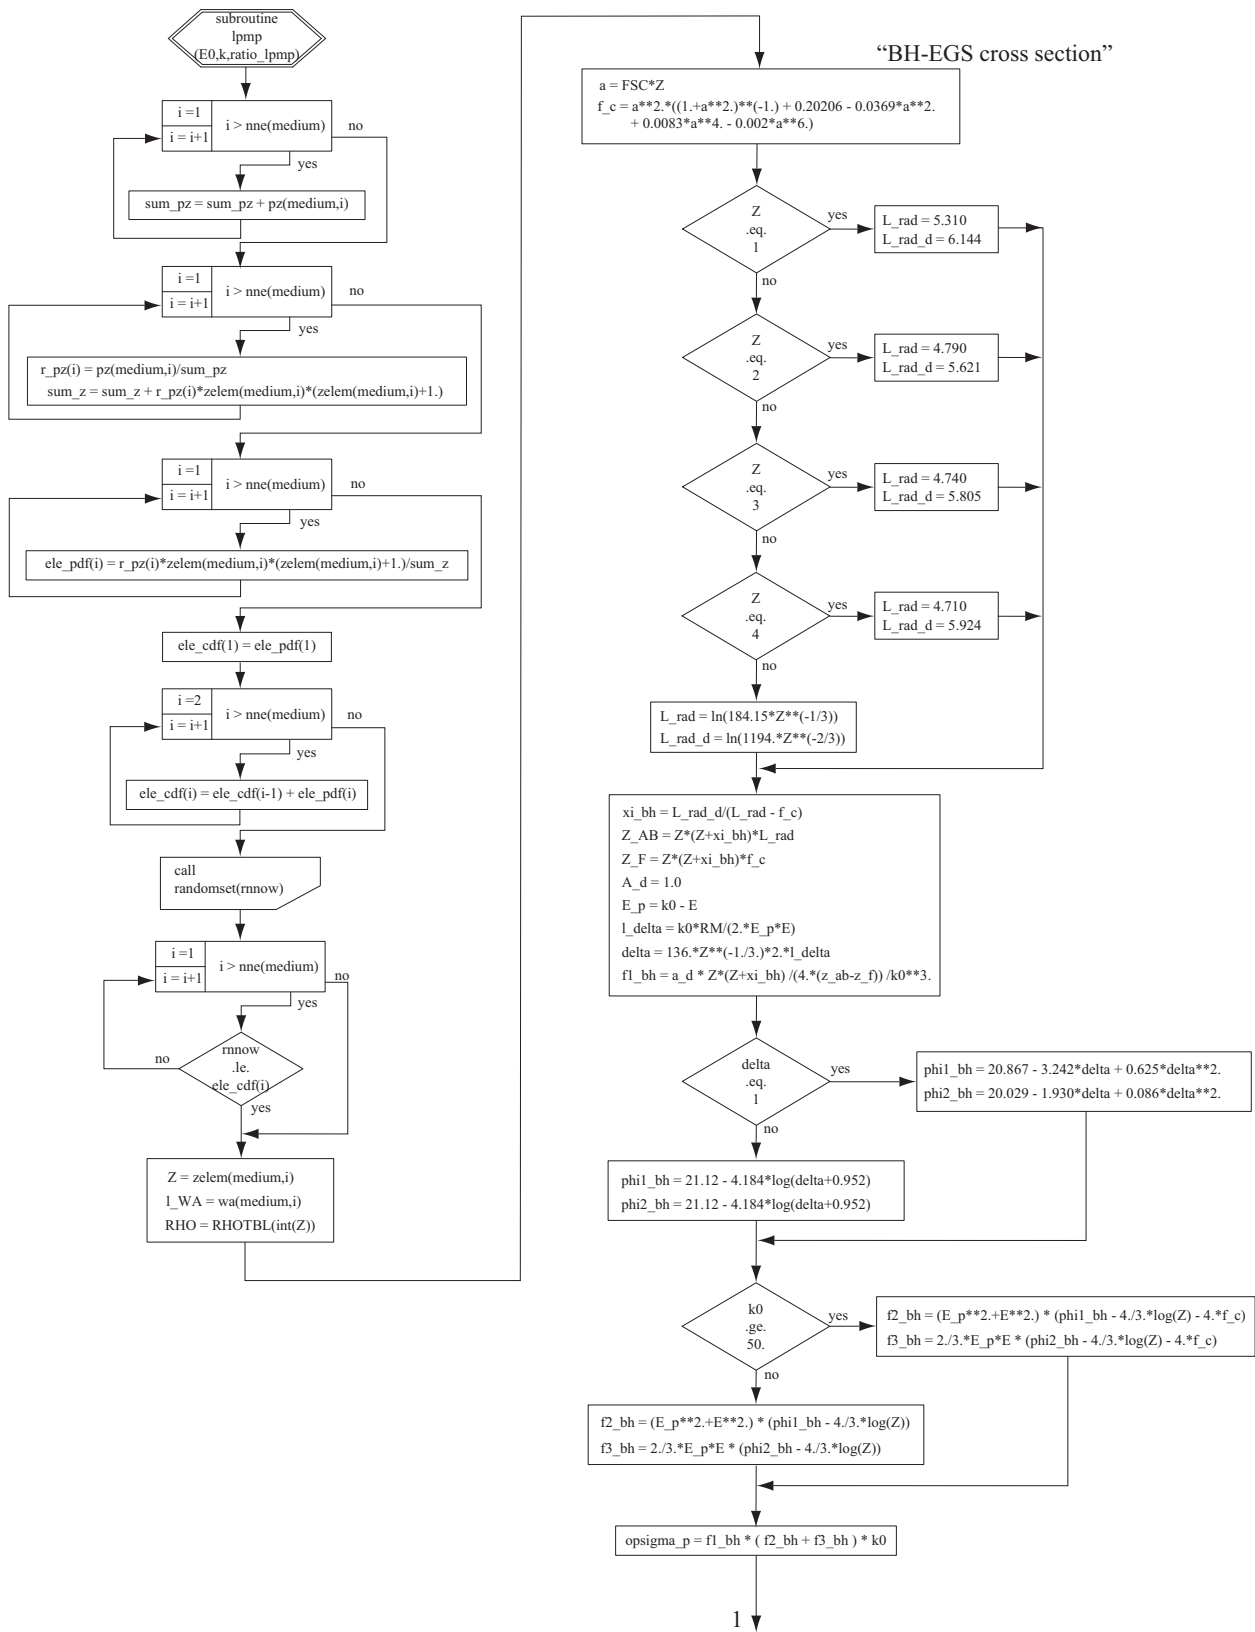 subroutine
lpmp
(E0,k,ratio_lpmp)
i =1
i = i+1
i > nne(medium)
no
yes
sum_pz = sum_pz + pz(medium,i)
i =1
i = i+1
i > nne(medium)
no
yes
r_pz(i) = pz(medium,i)/sum_pz
sum_z = sum_z + r_pz(i)*zelem(medium,i)*(zelem(medium,i)+1.)
i =1
i = i+1
i > nne(medium)
no
yes
ele_pdf(i) = r_pz(i)*zelem(medium,i)*(zelem(medium,i)+1.)/sum_z
ele_cdf(1) = ele_pdf(1)
i =2
i = i+1
i > nne(medium)
no
yes
ele_cdf(i) = ele_cdf(i-1) + ele_pdf(i)
call
randomset(rnnow)
i =1
i = i+1
i > nne(medium)
no
yes
rnnow
.le.
ele_cdf(i)
no
yes
Z = zelem(medium,i)
l_WA = wa(medium,i)
RHO = RHOTBL(int(Z))
“BH-EGS cross section”
a = FSC*Z
f_c = a**2.*((1.+a**2.)**(-1.) + 0.20206 - 0.0369*a**2.
+ 0.0083*a**4. - 0.002*a**6.)
Z
.eq.
1
yes
L_rad = 5.310
L_rad_d = 6.144
no
Z
.eq.
2
yes
L_rad = 4.790
L_rad_d = 5.621
no
Z
.eq.
3
yes
L_rad = 4.740
L_rad_d = 5.805
no
Z
.eq.
4
yes
L_rad = 4.710
L_rad_d = 5.924
no
L_rad = ln(184.15*Z**(-1/3))
L_rad_d = ln(1194.*Z**(-2/3))
xi_bh = L_rad_d/(L_rad - f_c)
Z_AB = Z*(Z+xi_bh)*L_rad
Z_F = Z*(Z+xi_bh)*f_c
A_d = 1.0
E_p = k0 - E
l_delta = k0*RM/(2.*E_p*E)
delta = 136.*Z**(-1./3.)*2.*l_delta
f1_bh = a_d * Z*(Z+xi_bh) /(4.*(z_ab-z_f)) /k0**3.
delta
.eq.
1
yes
phi1_bh = 20.867 - 3.242*delta + 0.625*delta**2.
phi2_bh = 20.029 - 1.930*delta + 0.086*delta**2.
no
phi1_bh = 21.12 - 4.184*log(delta+0.952)
phi2_bh = 21.12 - 4.184*log(delta+0.952)
k0
.ge.
50.
yes
f2_bh = (E_p**2.+E**2.) * (phi1_bh - 4./3.*log(Z) - 4.*f_c)
f3_bh = 2./3.*E_p*E * (phi2_bh - 4./3.*log(Z) - 4.*f_c)
no
f2_bh = (E_p**2.+E**2.) * (phi1_bh - 4./3.*log(Z))
f3_bh = 2./3.*E_p*E * (phi2_bh - 4./3.*log(Z))
opsigma_p = f1_bh * ( f2_bh + f3_bh ) * k0
1